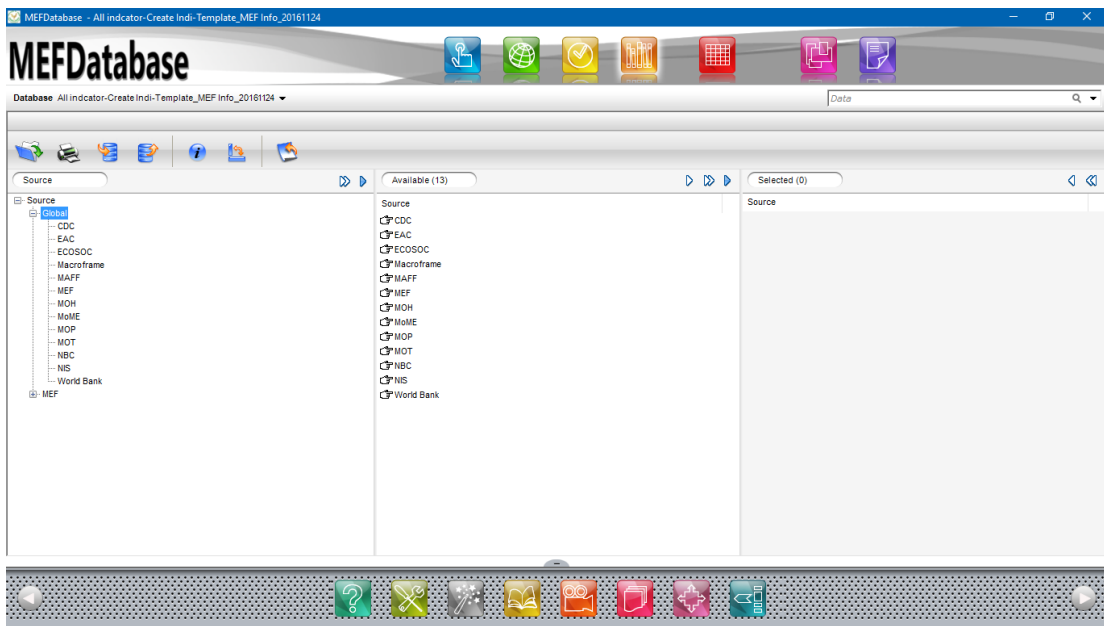 MEFDatabase - All indcator-Create Indi-Template_MEF Info_20161124
MEFDatabase
Database All indcator-Create Indi-Template_MEF Info_20161124
Data
Source
Available (13)
Selected (0)
Source
Global
CDC
EAC
ECOSOC
Macroframe
MAFF
MEF
MOH
MoME
MOP
MOT
NBC
NIS
World Bank
MEF
Source
CDC
EAC
ECOSOC
Macroframe
MAFF
MEF
MOH
MoME
MOP
MOT
NBC
NIS
World Bank
Source